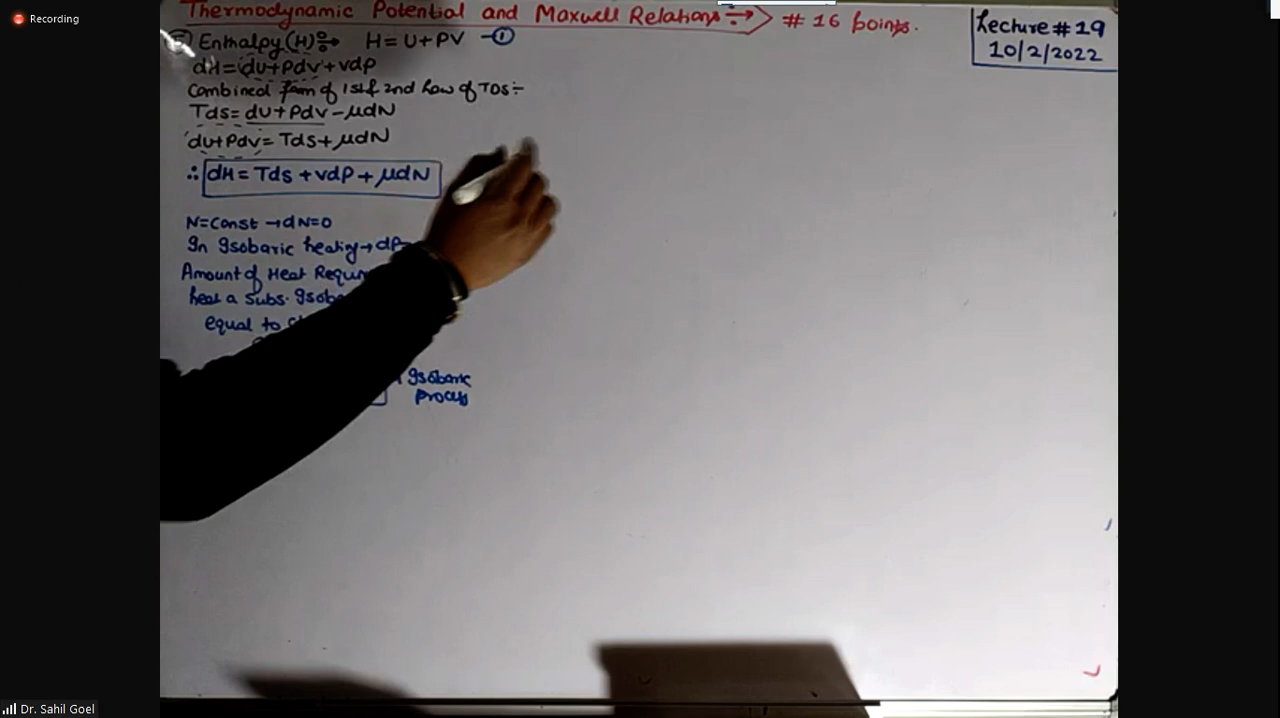 Recording
Thermodynamic Potential and Maxwell Relations ÷→ # 16 points.
Lecture # 19
10/2/2022
Enthalpy (H) H = U + PV —①
dH = dU + Pdv + vdp
Combined form of 1st & 2nd Law of TDS ÷
Tds = dU + Pdv - μdN
dU + Pdv = Tds + μdN
∴ dH = Tds + vdP + μdN
N = Const → dN = 0
In Isobaric heating → dP
Amount of Heat
heat a Subs.
equal to
Isobaric
process
Dr. Sahil Goel